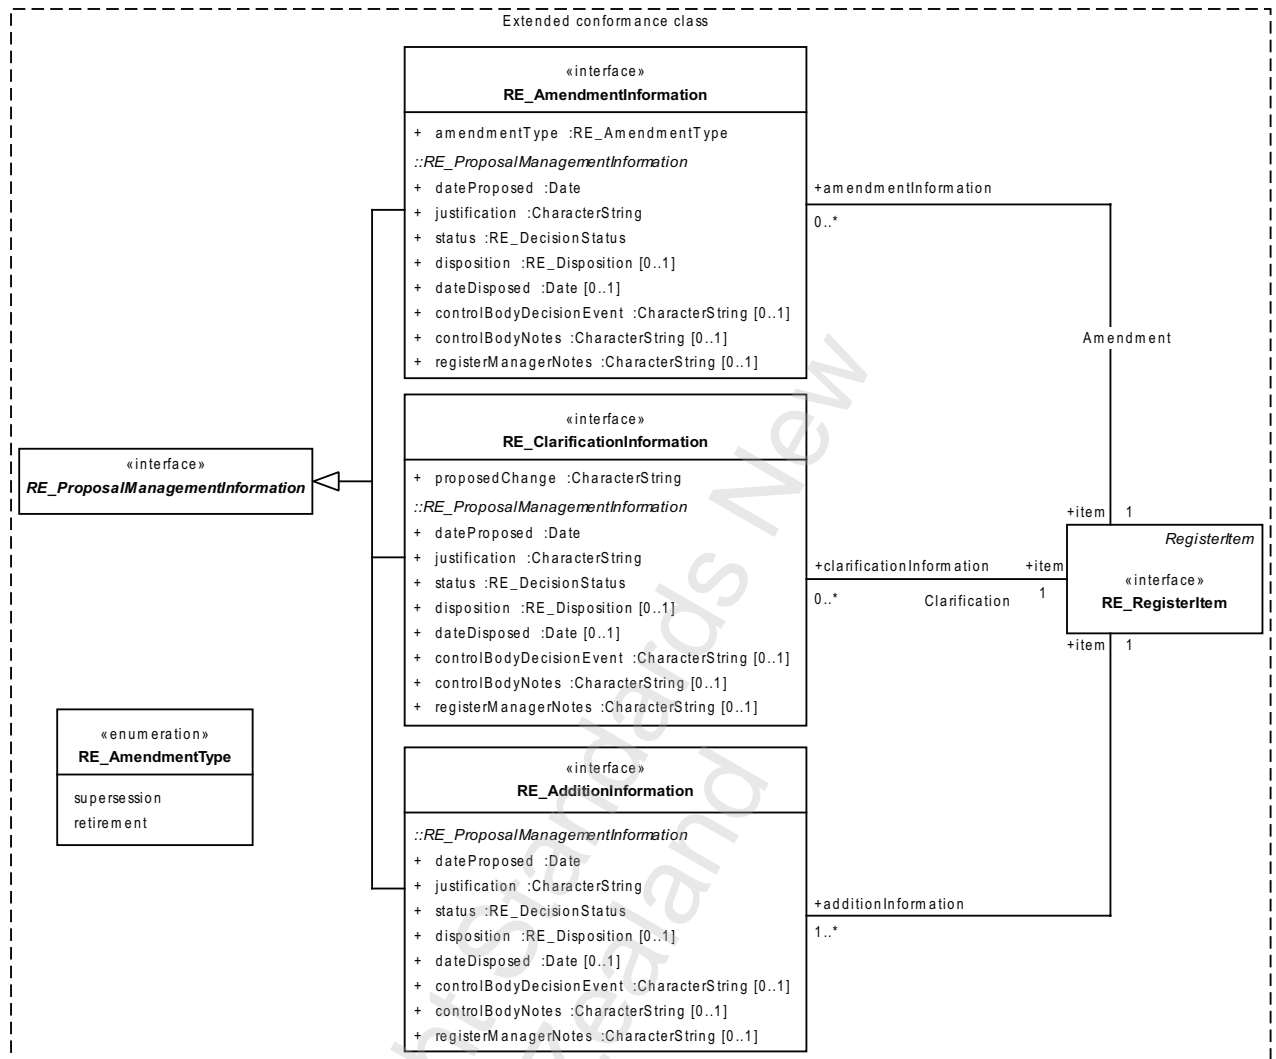 Extended conformance class
«interface»
RE_AmendmentInformation
+ amendmentType :RE_AmendmentType
::RE_ProposalManagementInformation
+ dateProposed :Date
+ justification :CharacterString
+ status :RE_DecisionStatus
+ disposition :RE_Disposition [0..1]
+ dateDisposed :Date [0..1]
+ controlBodyDecisionEvent :CharacterString [0..1]
+ controlBodyNotes :CharacterString [0..1]
+ registerManagerNotes :CharacterString [0..1]
+amendmentInformation
0..*
Amendment
«interface»
RE_ClarificationInformation
+ proposedChange :CharacterString
::RE_ProposalManagementInformation
+ dateProposed :Date
+ justification :CharacterString
+ status :RE_DecisionStatus
+ disposition :RE_Disposition [0..1]
+ dateDisposed :Date [0..1]
+ controlBodyDecisionEvent :CharacterString [0..1]
+ controlBodyNotes :CharacterString [0..1]
+ registerManagerNotes :CharacterString [0..1]
«interface»
RE_ProposalManagementInformation
+clarificationInformation
0..*
Clarification
+item
1
+item 1
RegisterItem
«interface»
RE_RegisterItem
+item 1
«enumeration»
RE_AmendmentType
supersession
retirement
«interface»
RE_AdditionInformation
::RE_ProposalManagementInformation
+ dateProposed :Date
+ justification :CharacterString
+ status :RE_DecisionStatus
+ disposition :RE_Disposition [0..1]
+ dateDisposed :Date [0..1]
+ controlBodyDecisionEvent :CharacterString [0..1]
+ controlBodyNotes :CharacterString [0..1]
+ registerManagerNotes :CharacterString [0..1]
+additionInformation
1..*
Standards New
Zealand